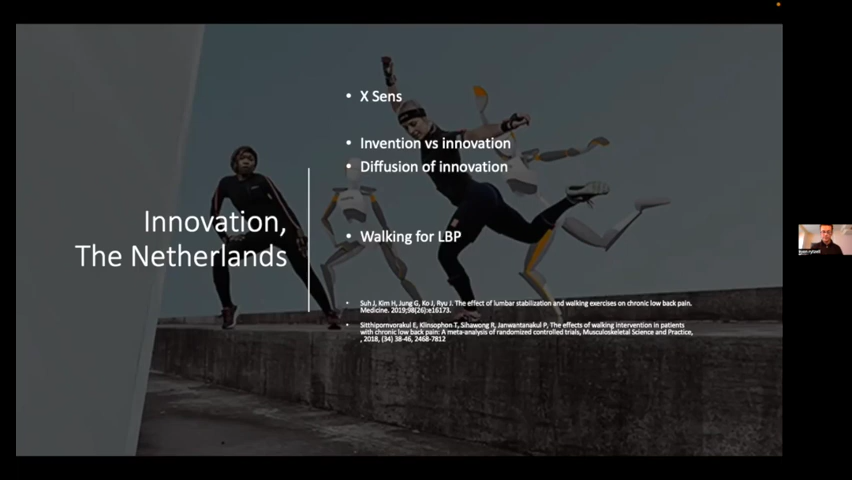 Innovation,
The Netherlands
• X Sens
• Invention vs innovation
• Diffusion of innovation
• Walking for LBP
• Suh J, Kim H, Jung G, Ko J, Ryu J. The effect of lumbar stabilization and walking exercises on chronic low back pain.
Medicine. 2019;98(26):e16173.
• Sitthipornvorakul E, Klinsophon T, Sihawong R, Janwantanakul P, The effects of walking intervention in patients
with chronic low back pain: A meta-analysis of randomized controlled trials, Musculoskeletal Science and Practice,
, 2018, (34) 38-46, 2468-7812